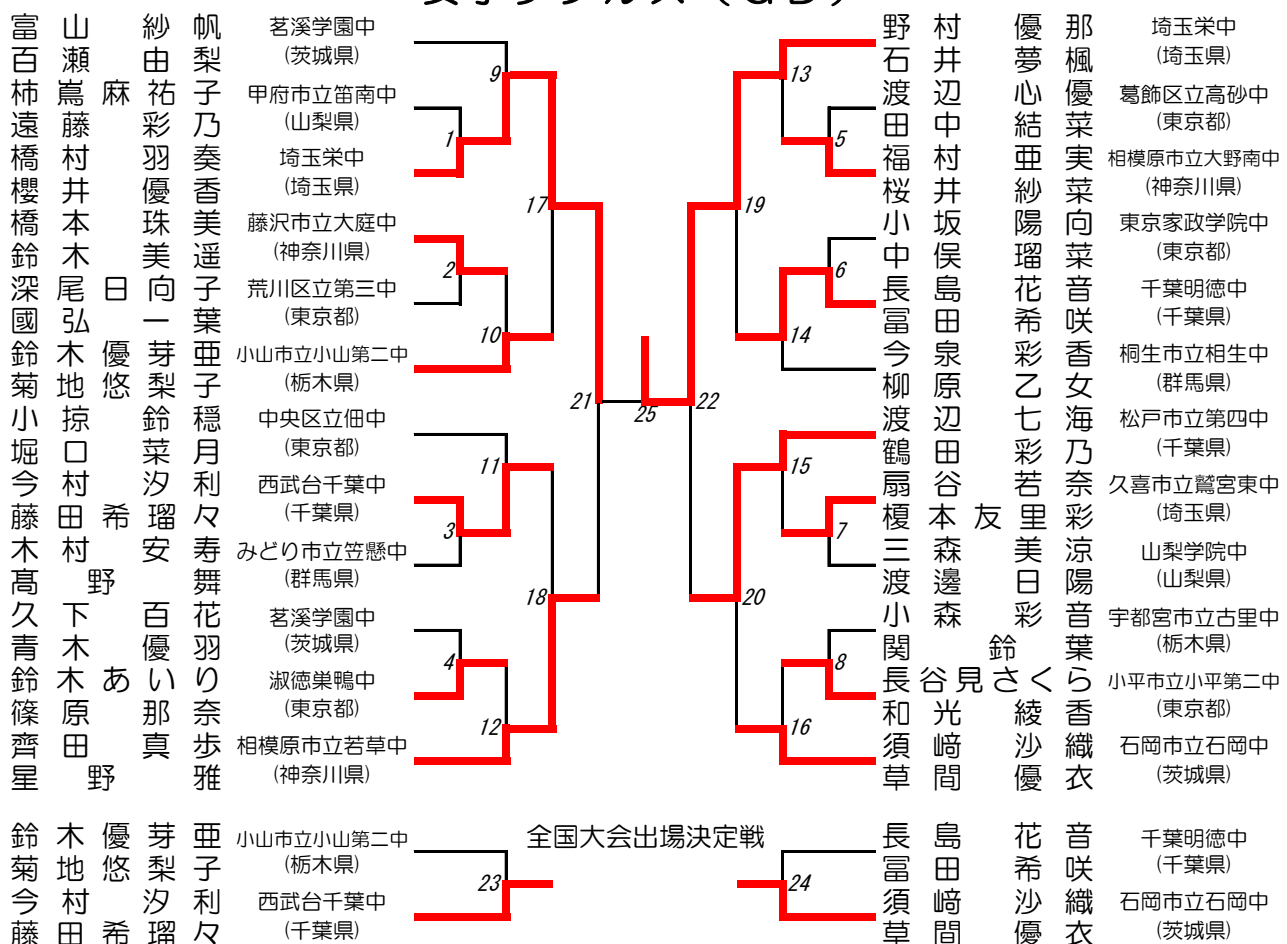 富山紗帆 茗溪学園中
百瀬由梨 (茨城県)
柿嶌麻祐子 甲府市立笛南中
遠藤彩乃 (山梨県)
橋村羽奏 埼玉栄中
櫻井優香 (埼玉県)
橋本珠美 藤沢市立大庭中
鈴木美遥 (神奈川県)
深尾日向子 荒川区立第三中
國弘一葉 (東京都)
鈴木優芽亜 小山市立小山第二中
菊地悠梨子 (栃木県)
小掠鈴穏 中央区立佃中
堀口菜月 (東京都)
今村汐利 西武台千葉中
藤田希瑠々 (千葉県)
木村安寿 みどり市立笠懸中
髙野舞 (群馬県)
久下百花 茗溪学園中
青木優羽 (茨城県)
鈴木あいり 淑徳巣鴨中
篠原那奈 (東京都)
齊田真歩 相模原市立若草中
星野雅 (神奈川県)
9
1
17
2
10
21
11
3
18
4
12
25
13
5
19
6
14
22
15
7
20
8
16
野村優那 埼玉栄中
石井夢楓 (埼玉県)
渡辺心優 葛飾区立高砂中
田中結菜 (東京都)
福村亜実 相模原市立大野南中
桜井紗菜 (神奈川県)
小坂陽向 東京家政学院中
中俣瑠菜 (東京都)
長島花音 千葉明徳中
冨田希咲 (千葉県)
今泉彩香 桐生市立相生中
柳原乙女 (群馬県)
渡辺七海 松戸市立第四中
鶴田彩乃 (千葉県)
扇谷若奈 久喜市立鷲宮東中
榎本友里彩 (埼玉県)
三森美涼 山梨学院中
渡邊日陽 (山梨県)
小森彩音 宇都宮市立古里中
関鈴葉 (栃木県)
長谷見さくら 小平市立小平第二中
和光綾香 (東京都)
須﨑沙織 石岡市立石岡中
草間優衣 (茨城県)
全国大会出場決定戦
鈴木優芽亜 小山市立小山第二中
菊地悠梨子 (栃木県)
今村汐利 西武台千葉中
藤田希瑠々 (千葉県)
23
24
長島花音 千葉明徳中
冨田希咲 (千葉県)
須﨑沙織 石岡市立石岡中
草間優衣 (茨城県)